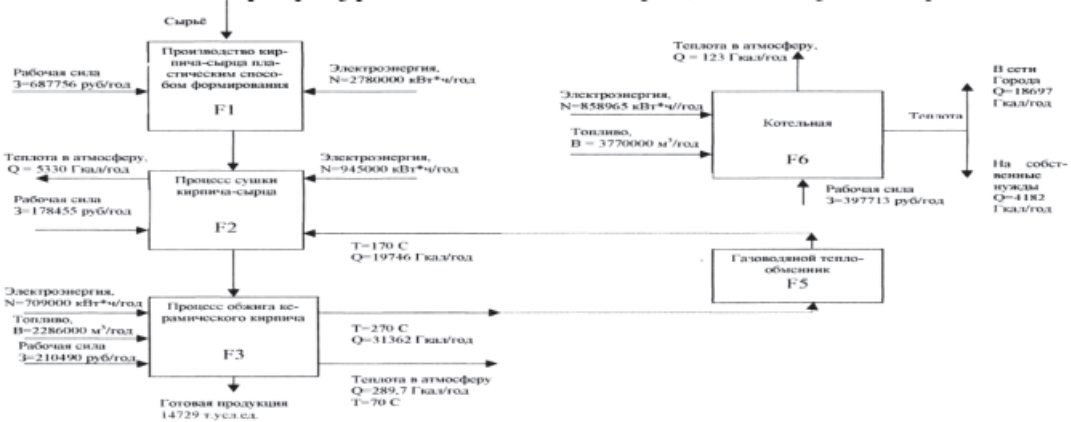 Сырьё
Производство кир-
пича-сырца пла-
стическим спосо-
бом формирования
F1
Рабочая сила
З=687756 руб/год
Электроэнергия,
N=2780000 кВт*ч/год
Теплота в атмосферу,
Q = 5330 Гкал/год
Процесс сушки
кирпича-сырца
F2
Электроэнергия,
N=945000 кВт*ч/год
Рабочая сила
З=178455 руб/год
T=170 С
Q=19746 Гкал/год
Электроэнергия,
N=709000 кВт*ч/год
Топливо,
В=2286000 м³/год
Рабочая сила
З=210490 руб/год
Процесс обжига ке-
рамического кирпича
F3
T=270 С
Q=31362 Гкал/год
Теплота в атмосферу
Q=289,7 Гкал/год
T=70 С
Готовая продукция
14729 т.усл.ед.
Теплота в атмосферу,
Q = 123 Гкал/год
Электроэнергия,
N=858965 кВт*ч//год
Топливо,
В = 3770000 м³/год
Котельная
F6
Теплота
В сети
Города
Q=18697
Гкал/год
На собст-
венные
нужды
Q=4182
Гкал/год
Рабочая сила
З=397713 руб/год
Газоводяной тепло-
обменник
F5